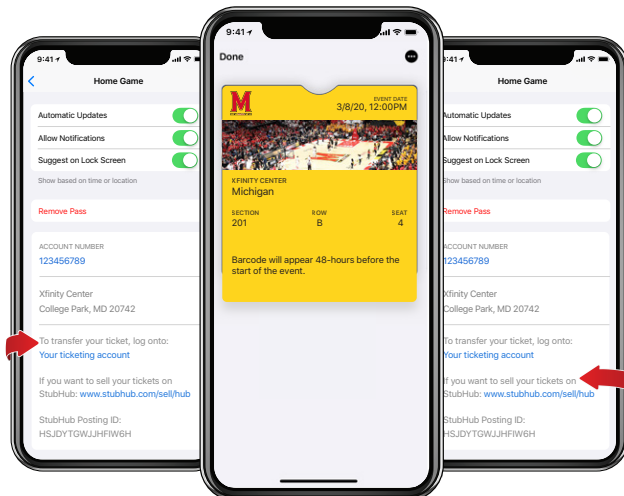 9:41
Home Game
Automatic Updates
Allow Notifications
Suggest on Lock Screen
Show based on time or location
Remove Pass
ACCOUNT NUMBER
123456789
Xfinity Center
College Park, MD 20742
To transfer your ticket, log onto:
Your ticketing account
If you want to sell your tickets on
StubHub: www.stubhub.com/sell/hub
StubHub Posting ID:
HSJDYTGWJJHFIW6H
9:41
Done
M
EVENT DATE
3/8/20, 12:00PM
XFINITY CENTER
Michigan
SECTION ROW SEAT
201 B 4
Barcode will appear 48-hours before the
start of the event.
9:41
Home Game
Automatic Updates
Allow Notifications
Suggest on Lock Screen
Show based on time or location
Remove Pass
ACCOUNT NUMBER
123456789
Xfinity Center
College Park, MD 20742
To transfer your ticket, log onto:
Your ticketing account
If you want to sell your tickets on
StubHub: www.stubhub.com/sell/hub
StubHub Posting ID:
HSJDYTGWJJHFIW6H